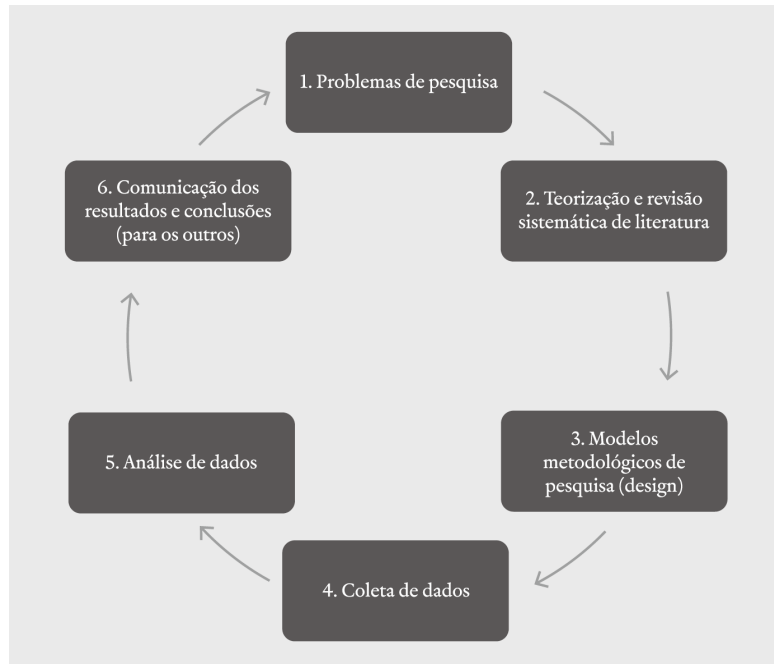 1. Problemas de pesquisa
2. Teorização e revisão
sistemática de literatura
3. Modelos
metodológicos de
pesquisa (design)
4. Coleta de dados
5. Análise de dados
6. Comunicação dos
resultados e conclusões
(para os outros)